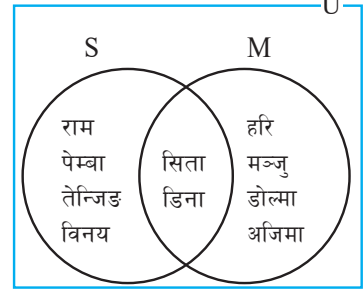 U
S M
राम
पेम्बा
तेन्जिङ
विनय
सिता
डिना
हरि
मञ्जु
डोल्मा
अजिमा